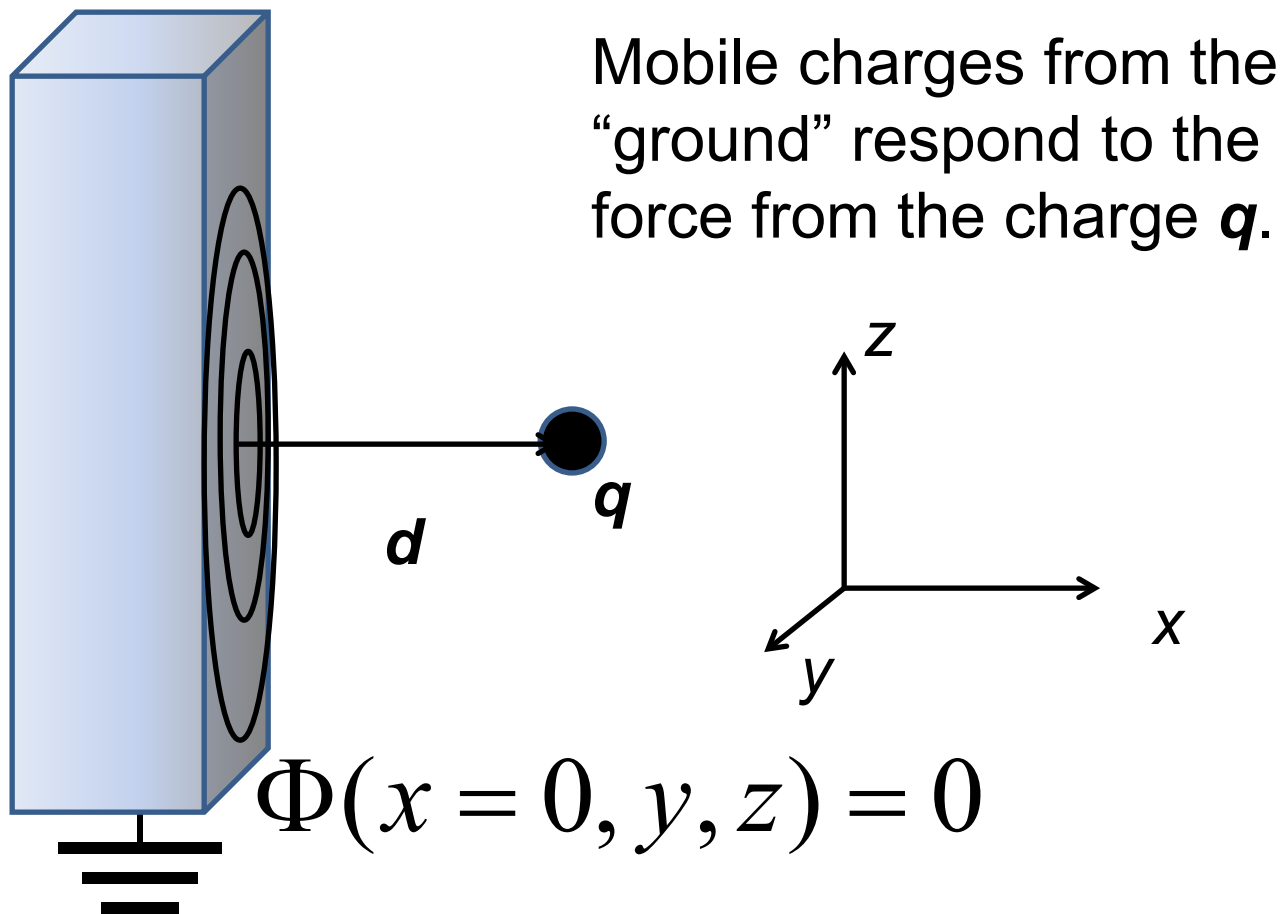 Mobile charges from the
“ground” respond to the
force from the charge q.
z
q
d
x
y
Φ(x = 0, y, z) = 0